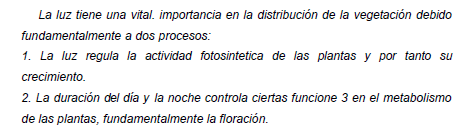 La luz tiene una vital. importancia en la distribución de la vegetación debido
fundamentalmente a dos procesos:
1. La luz regula la actividad fotosintetica de las plantas y por tanto su
crecimiento.
2. La duración del día y la noche controla ciertas funcione 3 en el metabolismo
de las plantas, fundamentalmente la floración.